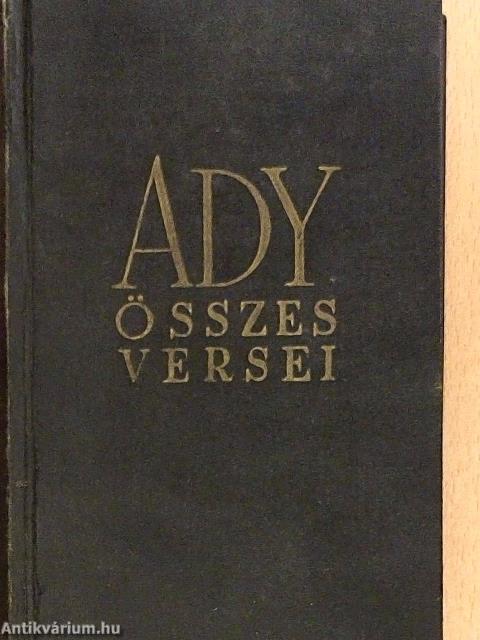 ADY
ÖSSZES
VERSEI
Antikvárium.hu